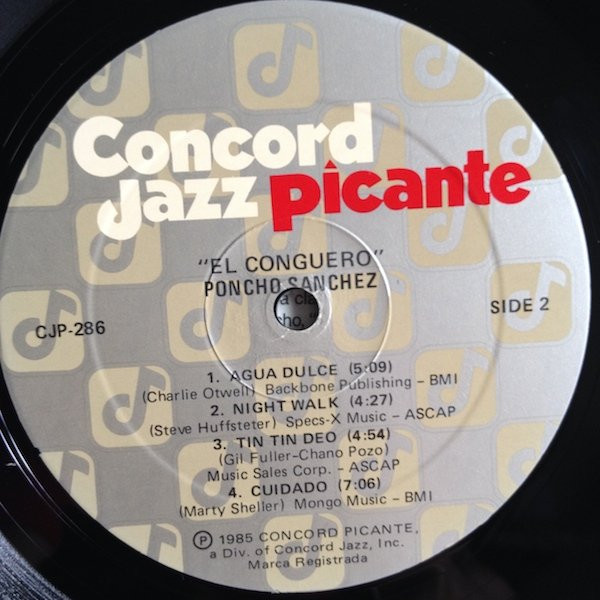 Concord
Jazz Picante
"EL CONGUERO"
PONCHO SANCHEZ
CJP-286
SIDE 2
1. AGUA DULCE (5:09)
(Charlie Otwell) Backbone Publishing – BMI
2. NIGHT WALK (4:27)
(Steve Huffsteter) Specs-X Music – ASCAP
3. TIN TIN DEO (4:54)
(Gil Fuller-Chano Pozo)
Music Sales Corp. – ASCAP
4. CUIDADO (7:06)
(Marty Sheller) Mongo Music – BMI
Ⓟ 1985 CONCORD PICANTE,
a Div. of Concord Jazz, Inc.
Marca Registrada